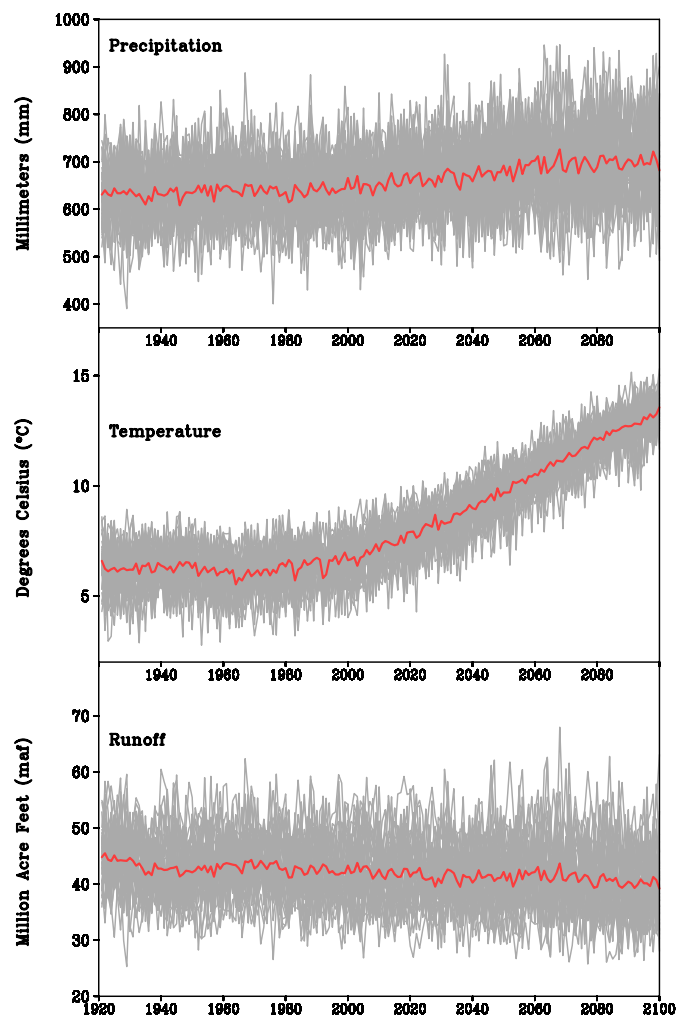 1000
900
800
700
600
500
400
Millimeters (mm)
Precipitation
1940 1960 1980 2000 2020 2040 2060 2080
15
10
5
Degrees Celsius (°C)
Temperature
1940 1960 1980 2000 2020 2040 2060 2080
70
60
50
40
30
20
Million Acre Feet (maf)
Runoff
1920 1940 1960 1980 2000 2020 2040 2060 2080 2100